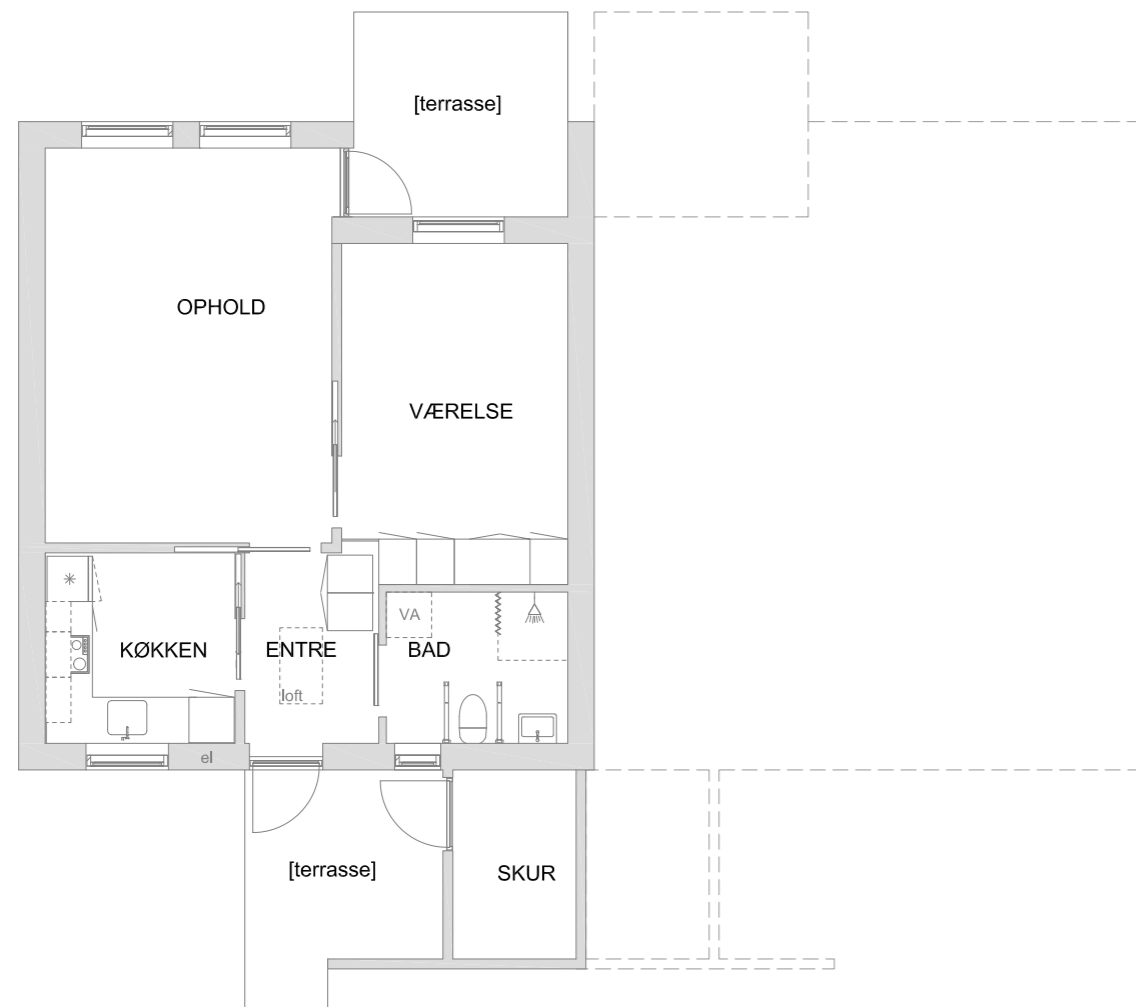 [terrasse]
OPHOLD
VÆRELSE
VA
KØKKEN
ENTRE
BAD
loft
el
[terrasse]
SKUR